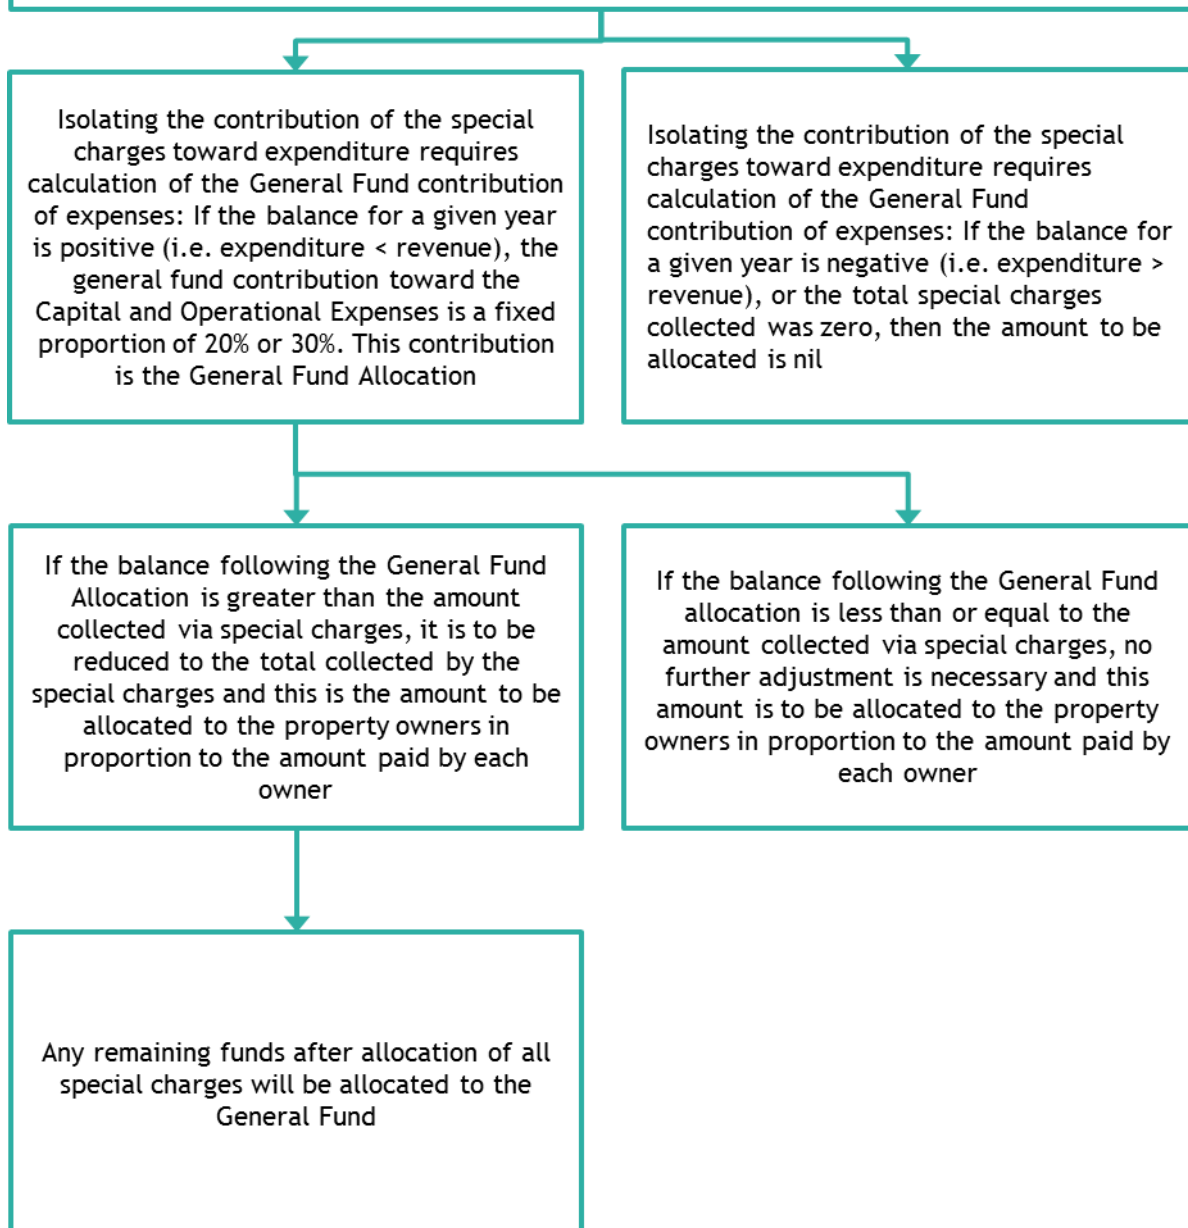 Isolating the contribution of the special
charges toward expenditure requires
calculation of the General Fund contribution
of expenses: If the balance for a given year
is positive (i.e. expenditure < revenue), the
general fund contribution toward the
Capital and Operational Expenses is a fixed
proportion of 20% or 30%. This contribution
is the General Fund Allocation
Isolating the contribution of the special
charges toward expenditure requires
calculation of the General Fund
contribution of expenses: If the balance for
a given year is negative (i.e. expenditure >
revenue), or the total special charges
collected was zero, then the amount to be
allocated is nil
If the balance following the General Fund
Allocation is greater than the amount
collected via special charges, it is to be
reduced to the total collected by the
special charges and this is the amount to be
allocated to the property owners in
proportion to the amount paid by each
owner
If the balance following the General Fund
allocation is less than or equal to the
amount collected via special charges, no
further adjustment is necessary and this
amount is to be allocated to the property
owners in proportion to the amount paid by
each owner
Any remaining funds after allocation of all
special charges will be allocated to the
General Fund